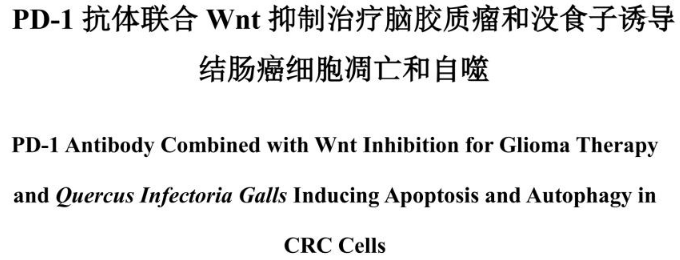 PD-1 抗体联合 Wnt 抑制治疗脑胶质瘤和没食子诱导
结肠癌细胞凋亡和自噬
PD-1 Antibody Combined with Wnt Inhibition for Glioma Therapy
and Quercus Infectoria Galls Inducing Apoptosis and Autophagy in
CRC Cells